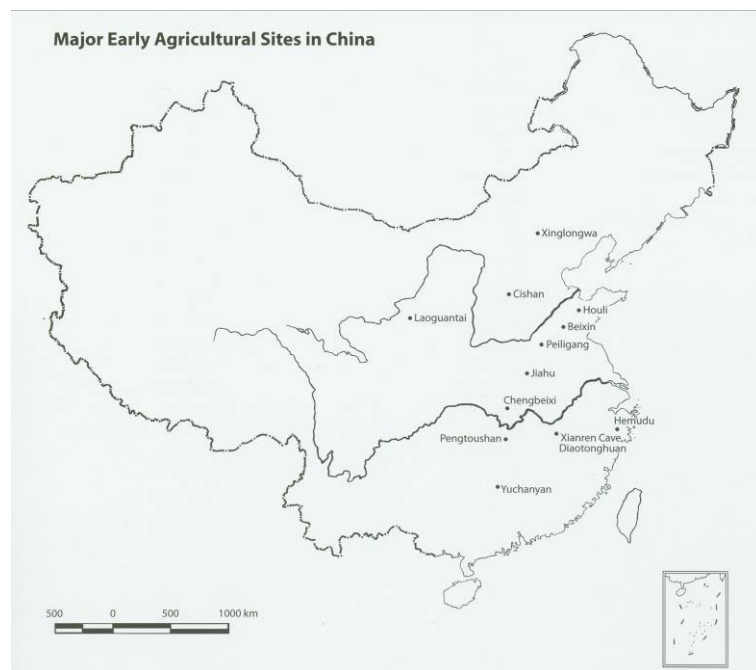 Major Early Agricultural Sites in China
Xinglongwa
Cishan
Houli
Laoguantai
Beixin
Peiligang
Jiahu
Chengbeixi
Hemudu
Pengtoushan
Xianren Cave
Diaotonghuan
Yuchanyan
500 0 500 1000 km